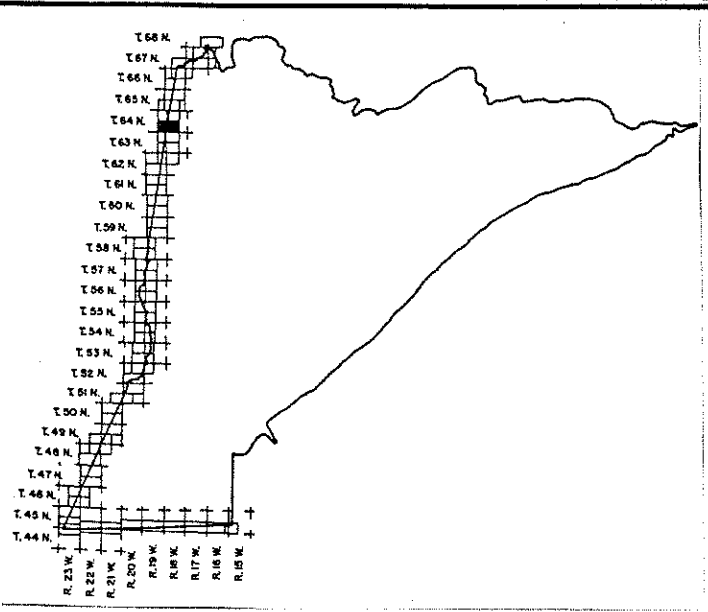 T. 68 N.
T. 67 N.
T. 66 N.
T. 65 N.
T. 64 N.
T. 63 N.
T. 62 N.
T. 61 N.
T. 60 N.
T. 59 N.
T. 58 N.
T. 57 N.
T. 56 N.
T. 55 N.
T. 54 N.
T. 53 N.
T. 52 N.
T. 51 N.
T. 50 N.
T. 49 N.
T. 48 N.
T. 47 N.
T. 46 N.
T. 45 N.
T. 44 N.
R. 23 W.
R. 22 W.
R. 21 W.
R. 20 W.
R. 19 W.
R. 18 W.
R. 17 W.
R. 16 W.
R. 15 W.